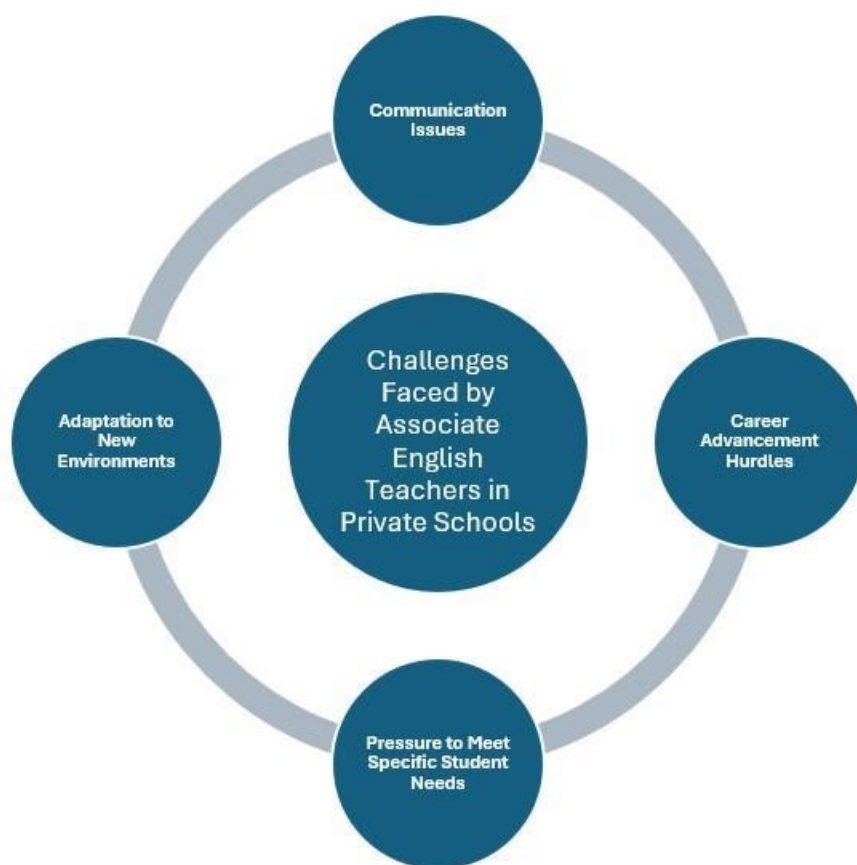 Communication
Issues
Challenges
Faced by
Associate
English
Teachers in
Private Schools
Adaptation to
New
Environments
Career
Advancement
Hurdles
Pressure to Meet
Specific Student
Needs